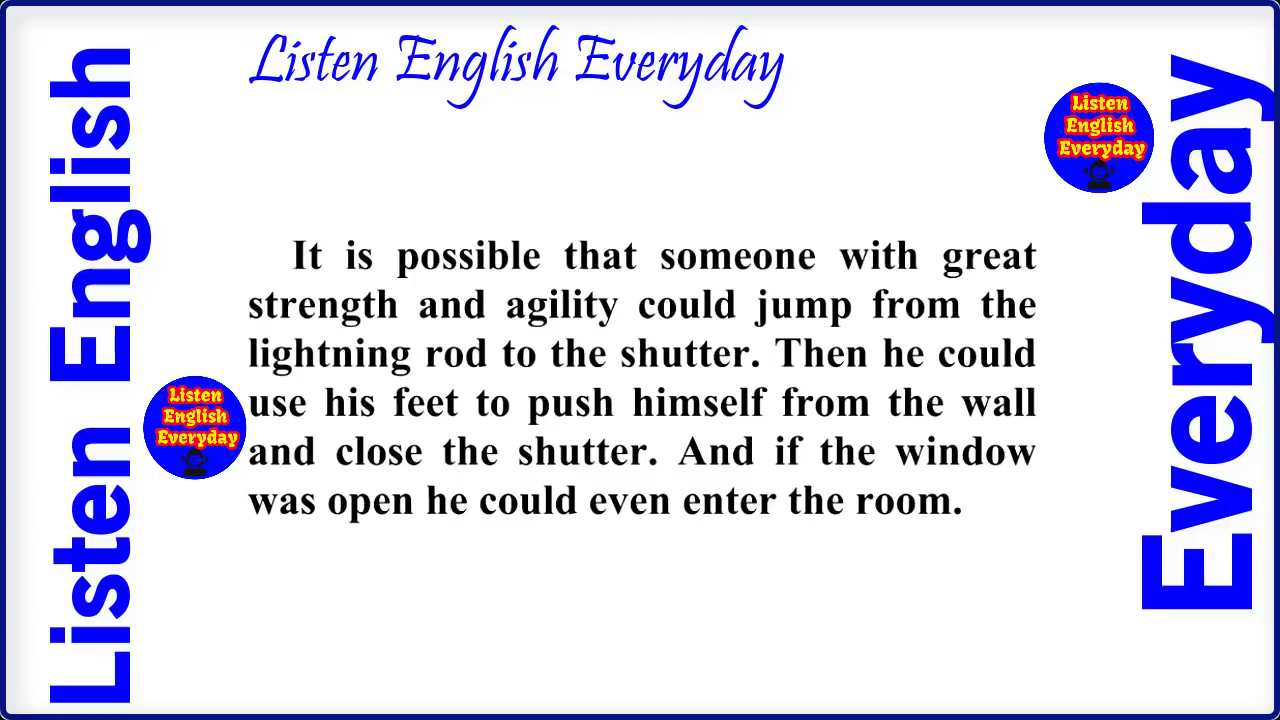 Listen English Everyday
Listen English
Everyday
Listen
English
Everyday
It is possible that someone with great
strength and agility could jump from the
lightning rod to the shutter. Then he could
use his feet to push himself from the wall
and close the shutter. And if the window
was open he could even enter the room.
Listen
English
Everyday